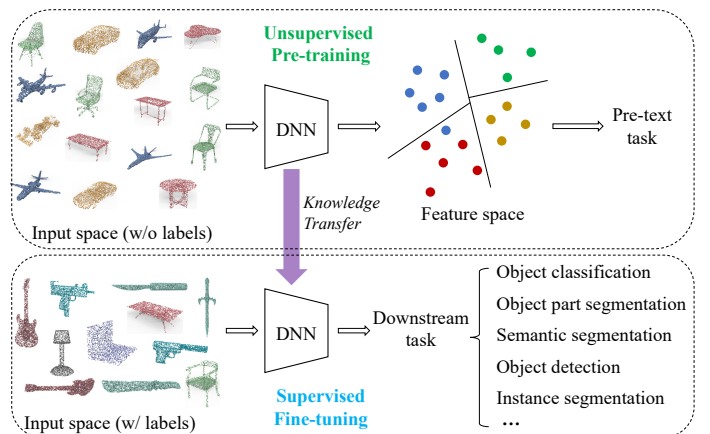 Unsupervised
Pre-training
DNN
Pre-text
task
Knowledge
Transfer
Feature space
Input space (w/o labels)
Object classification
Object part segmentation
Downstream
task
DNN
Semantic segmentation
Object detection
Instance segmentation
...
Supervised
Fine-tuning
Input space (w/ labels)